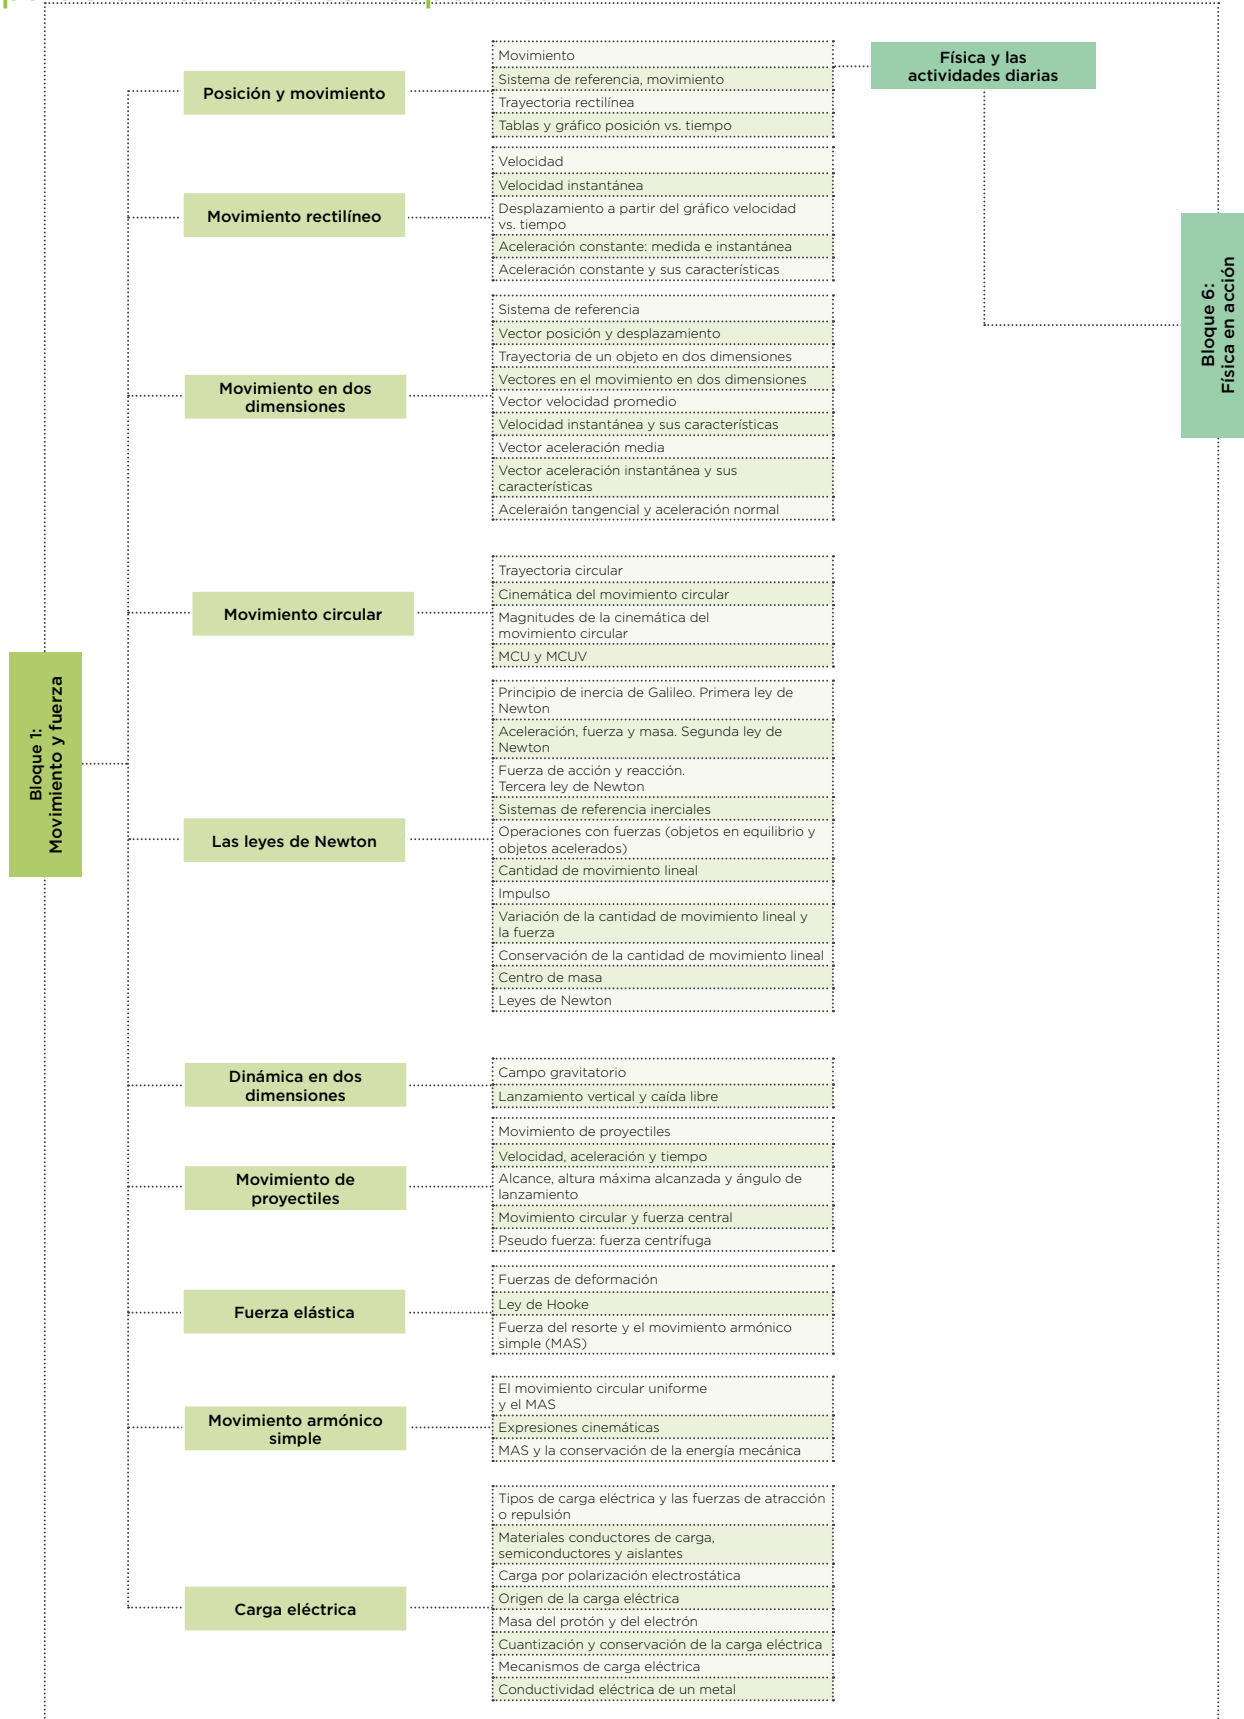 Física y las
actividades diarias
Bloque 6:
Física en acción
Bloque 1:
Movimiento y fuerza
Posición y movimiento
Movimiento
Sistema de referencia, movimiento
Trayectoria rectilínea
Tablas y gráfico posición vs. tiempo
Movimiento rectilíneo
Velocidad
Velocidad instantánea
Desplazamiento a partir del gráfico velocidad
vs. tiempo
Aceleración constante: medida e instantánea
Aceleración constante y sus características
Movimiento en dos
dimensiones
Sistema de referencia
Vector posición y desplazamiento
Trayectoria de un objeto en dos dimensiones
Vectores en el movimiento en dos dimensiones
Vector velocidad promedio
Velocidad instantánea y sus características
Vector aceleración media
Vector aceleración instantánea y sus
características
Aceleraión tangencial y aceleración normal
Movimiento circular
Trayectoria circular
Cinemática del movimiento circular
Magnitudes de la cinemática del
movimiento circular
MCU y MCUV
Las leyes de Newton
Principio de inercia de Galileo. Primera ley de
Newton
Aceleración, fuerza y masa. Segunda ley de
Newton
Fuerza de acción y reacción.
Tercera ley de Newton
Sistemas de referencia inerciales
Operaciones con fuerzas (objetos en equilibrio y
objetos acelerados)
Cantidad de movimiento lineal
Impulso
Variación de la cantidad de movimiento lineal y
la fuerza
Conservación de la cantidad de movimiento lineal
Centro de masa
Leyes de Newton
Dinámica en dos
dimensiones
Campo gravitatorio
Lanzamiento vertical y caída libre
Movimiento de
proyectiles
Movimiento de proyectiles
Velocidad, aceleración y tiempo
Alcance, altura máxima alcanzada y ángulo de
lanzamiento
Movimiento circular y fuerza central
Pseudo fuerza: fuerza centrífuga
Fuerza elástica
Fuerzas de deformación
Ley de Hooke
Fuerza del resorte y el movimiento armónico
simple (MAS)
Movimiento armónico
simple
El movimiento circular uniforme
y el MAS
Expresiones cinemáticas
MAS y la conservación de la energía mecánica
Carga eléctrica
Tipos de carga eléctrica y las fuerzas de atracción
o repulsión
Materiales conductores de carga,
semiconductores y aislantes
Carga por polarización electrostática
Origen de la carga eléctrica
Masa del protón y del electrón
Cuantización y conservación de la carga eléctrica
Mecanismos de carga eléctrica
Conductividad eléctrica de un metal